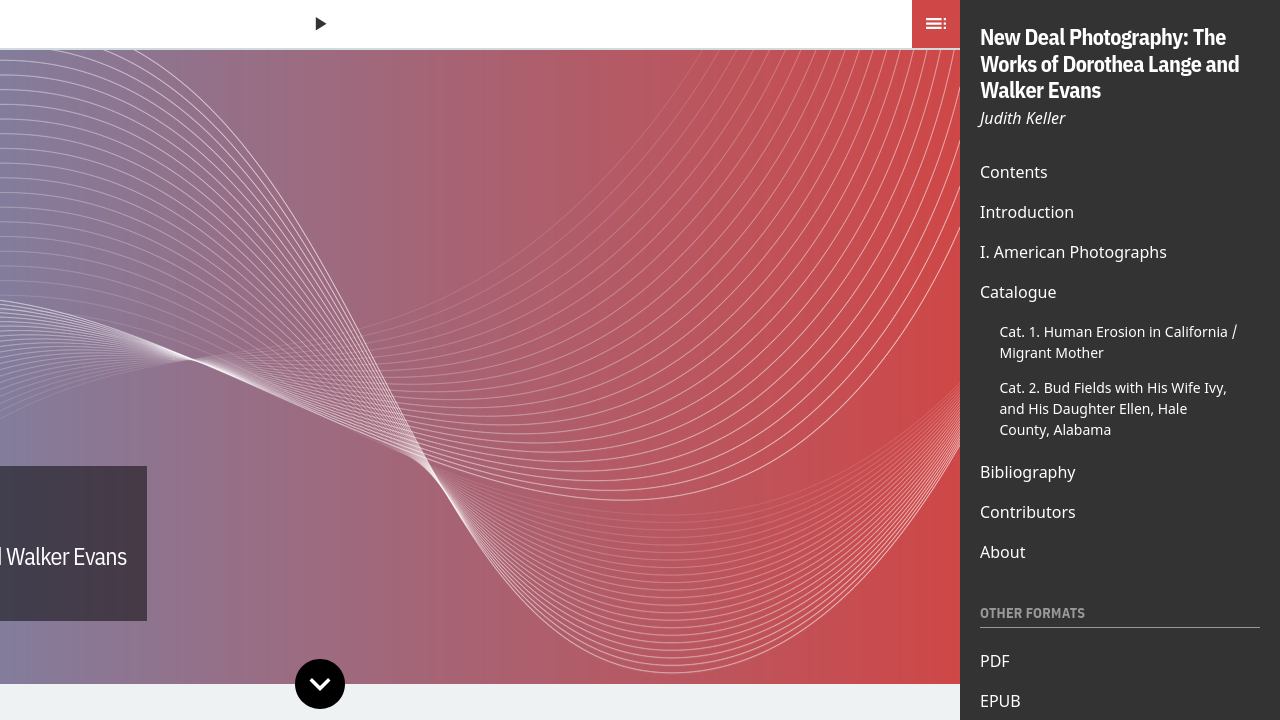 New Deal Photography: The
Works of Dorothea Lange and
Walker Evans
Judith Keller
Contents
Introduction
I. American Photographs
Catalogue
Cat. 1. Human Erosion in California /
Migrant Mother
Cat. 2. Bud Fields with His Wife Ivy,
and His Daughter Ellen, Hale
County, Alabama
Bibliography
Contributors
About
OTHER FORMATS
PDF
EPUB
Walker Evans